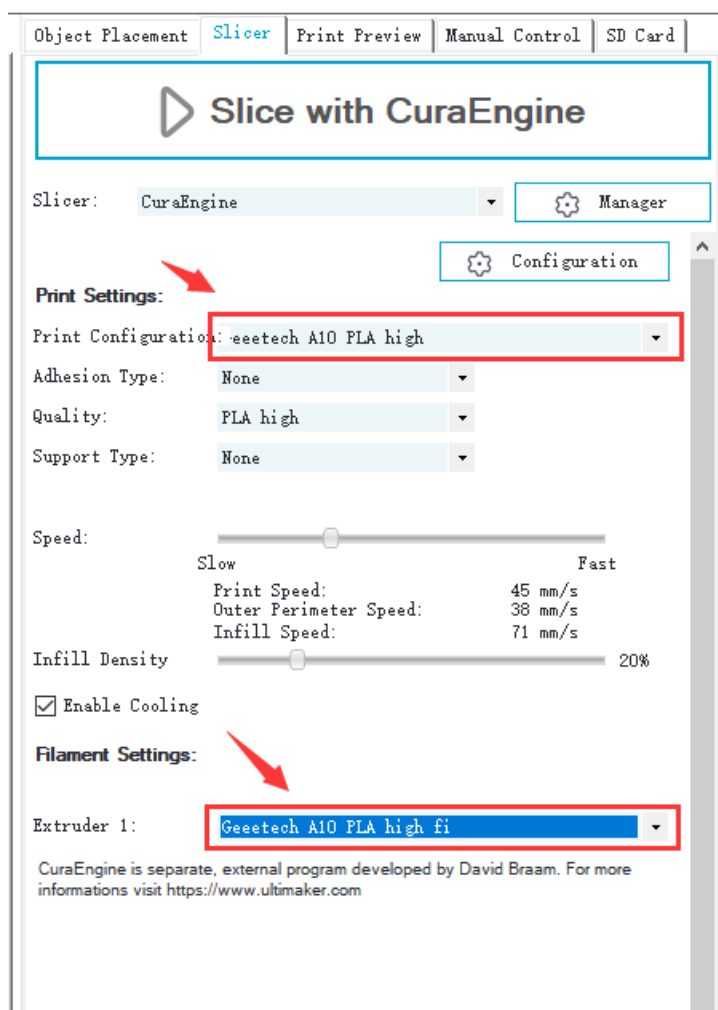 Object Placement Slicer Print Preview Manual Control SD Card
Slice with CuraEngine
Slicer: CuraEngine Manager
Configuration
Print Settings:
Print Configuration: eeetech A10 PLA high
Adhesion Type: None
Quality: PLA high
Support Type: None
Speed:
Slow Fast
Print Speed: 45 mm/s
Outer Perimeter Speed: 38 mm/s
Infill Speed: 71 mm/s
Infill Density 20%
Enable Cooling
Filament Settings:
Extruder 1: Geeetech A10 PLA high fi
CuraEngine is separate, external program developed by David Braam. For more
informations visit https://www.ultimaker.com